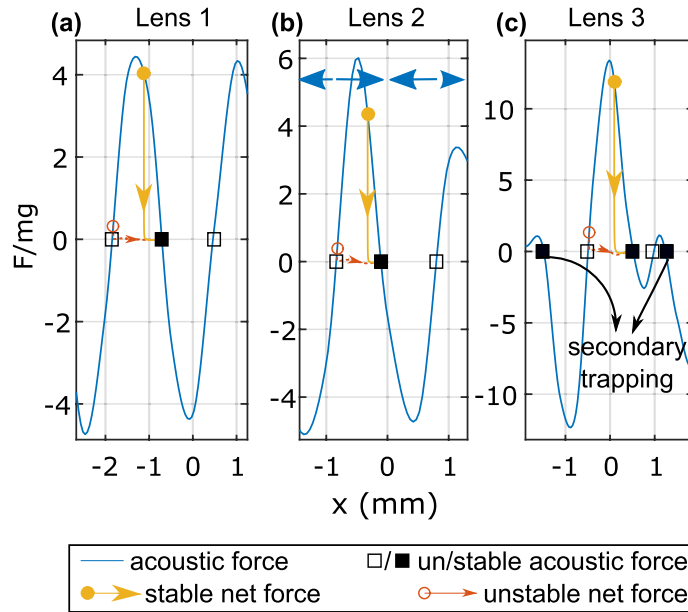 (a) Lens 1
(b) Lens 2
(c) Lens 3
F/mg
4
2
0
-2
-4
-2 -1 0 1
6
4
2
0
-2
-4
-1 0 1
10
5
0
-5
-10
-1 0 1
secondary
trapping
x (mm)
acoustic force
□/■ un/stable acoustic force
stable net force
unstable net force